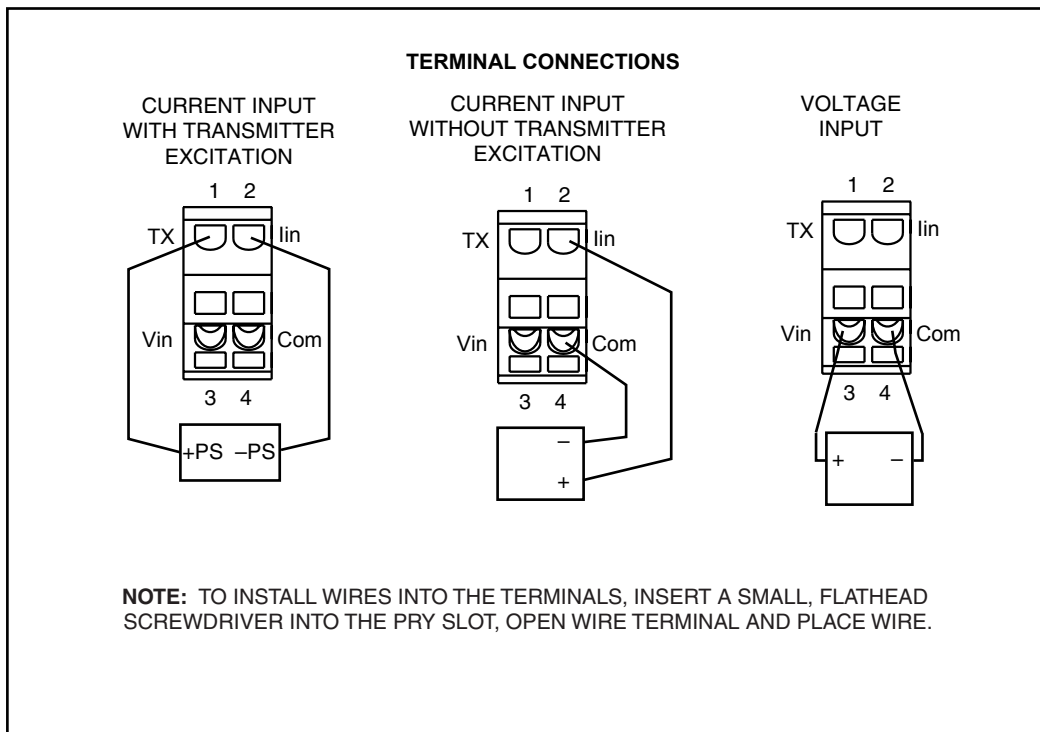 TERMINAL CONNECTIONS
CURRENT INPUT
WITH TRANSMITTER
EXCITATION
1 2
TX Iin
Vin Com
3 4
+PS –PS
CURRENT INPUT
WITHOUT TRANSMITTER
EXCITATION
1 2
TX Iin
Vin Com
3 4
–
+
VOLTAGE
INPUT
1 2
TX Iin
Vin Com
3 4
+ –
NOTE: TO INSTALL WIRES INTO THE TERMINALS, INSERT A SMALL, FLATHEAD
SCREWDRIVER INTO THE PRY SLOT, OPEN WIRE TERMINAL AND PLACE WIRE.